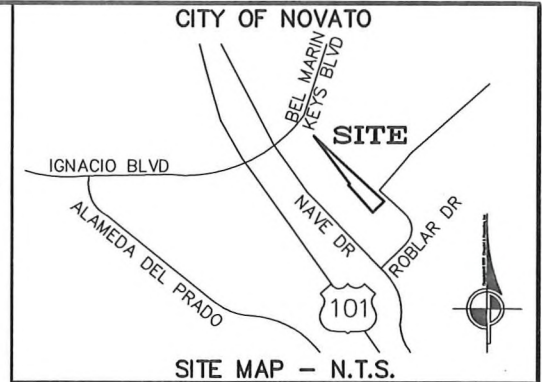 CITY OF NOVATO
BEL MARIN
KEYS BLVD
SITE
IGNACIO BLVD
NAVE DR
ROBLAR DR
ALAMEDA DEL PRADO
101
SITE MAP – N.T.S.